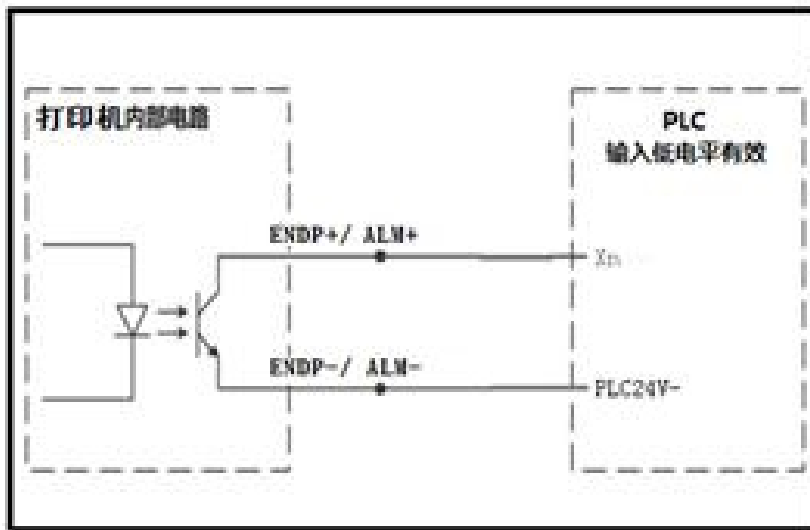 打印机内部电路
PLC
输入低电平有效
ENDP+/ ALM+
Xn
ENDP-/ ALM-
PLC24V-